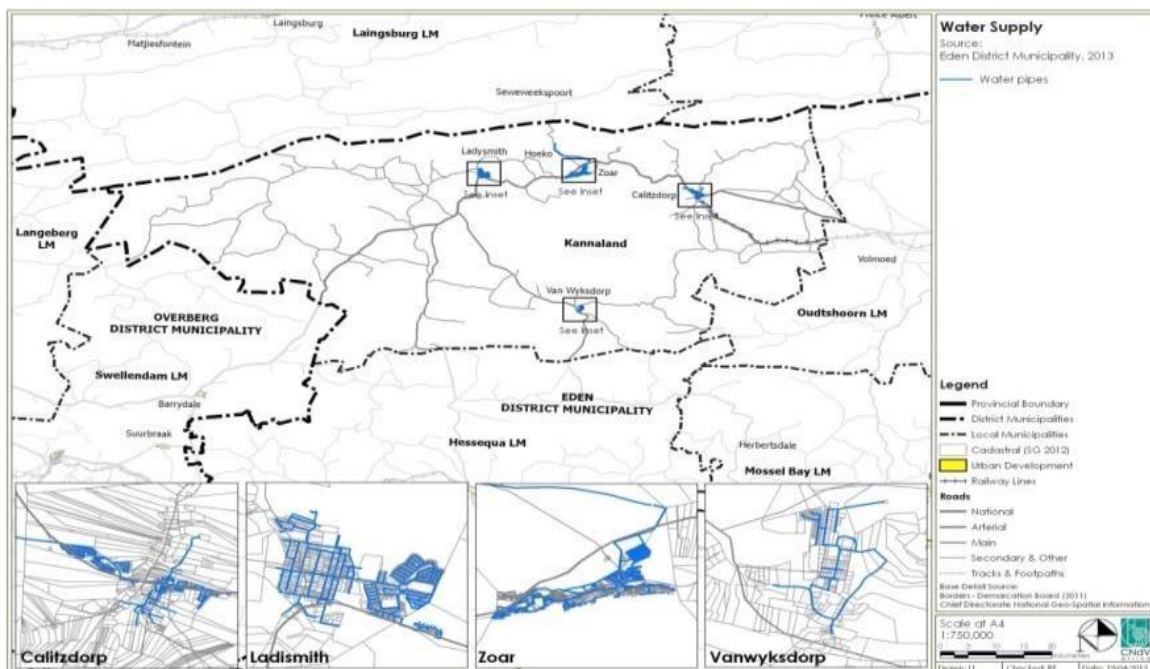 Laingsburg
Laingsburg LM
Matjiesfontein
Prince Albert
Seweweekspoort
Ladysmith
Hoeko
Zoar
See Inset
See Inset
Calitzdorp
See Inset
Langeberg
LM
Kannaland
Volmoed
Van Wyksdorp
See Inset
Oudtshoorn LM
OVERBERG
DISTRICT MUNICIPALITY
Swellendam LM
Barrydale
Suurbraak
EDEN
DISTRICT MUNICIPALITY
Hessequa LM
Herbertsdale
Mossel Bay LM
Calitzdorp
Ladismith
Zoar
Vanwyksdorp
Water Supply
Source:
Eden District Municipality, 2013
Water pipes
Legend
Provincial Boundary
District Municipalities
Local Municipalities
Cadastral (SG 2012)
Urban Development
Railway Lines
Roads
National
Arterial
Main
Secondary & Other
Tracks & Footpaths
Base Detail Source:
Borders - Demarcation Board (2011)
Chief Directorate National Geo-Spatial Information
Scale at A4
1:750,000
CNdV